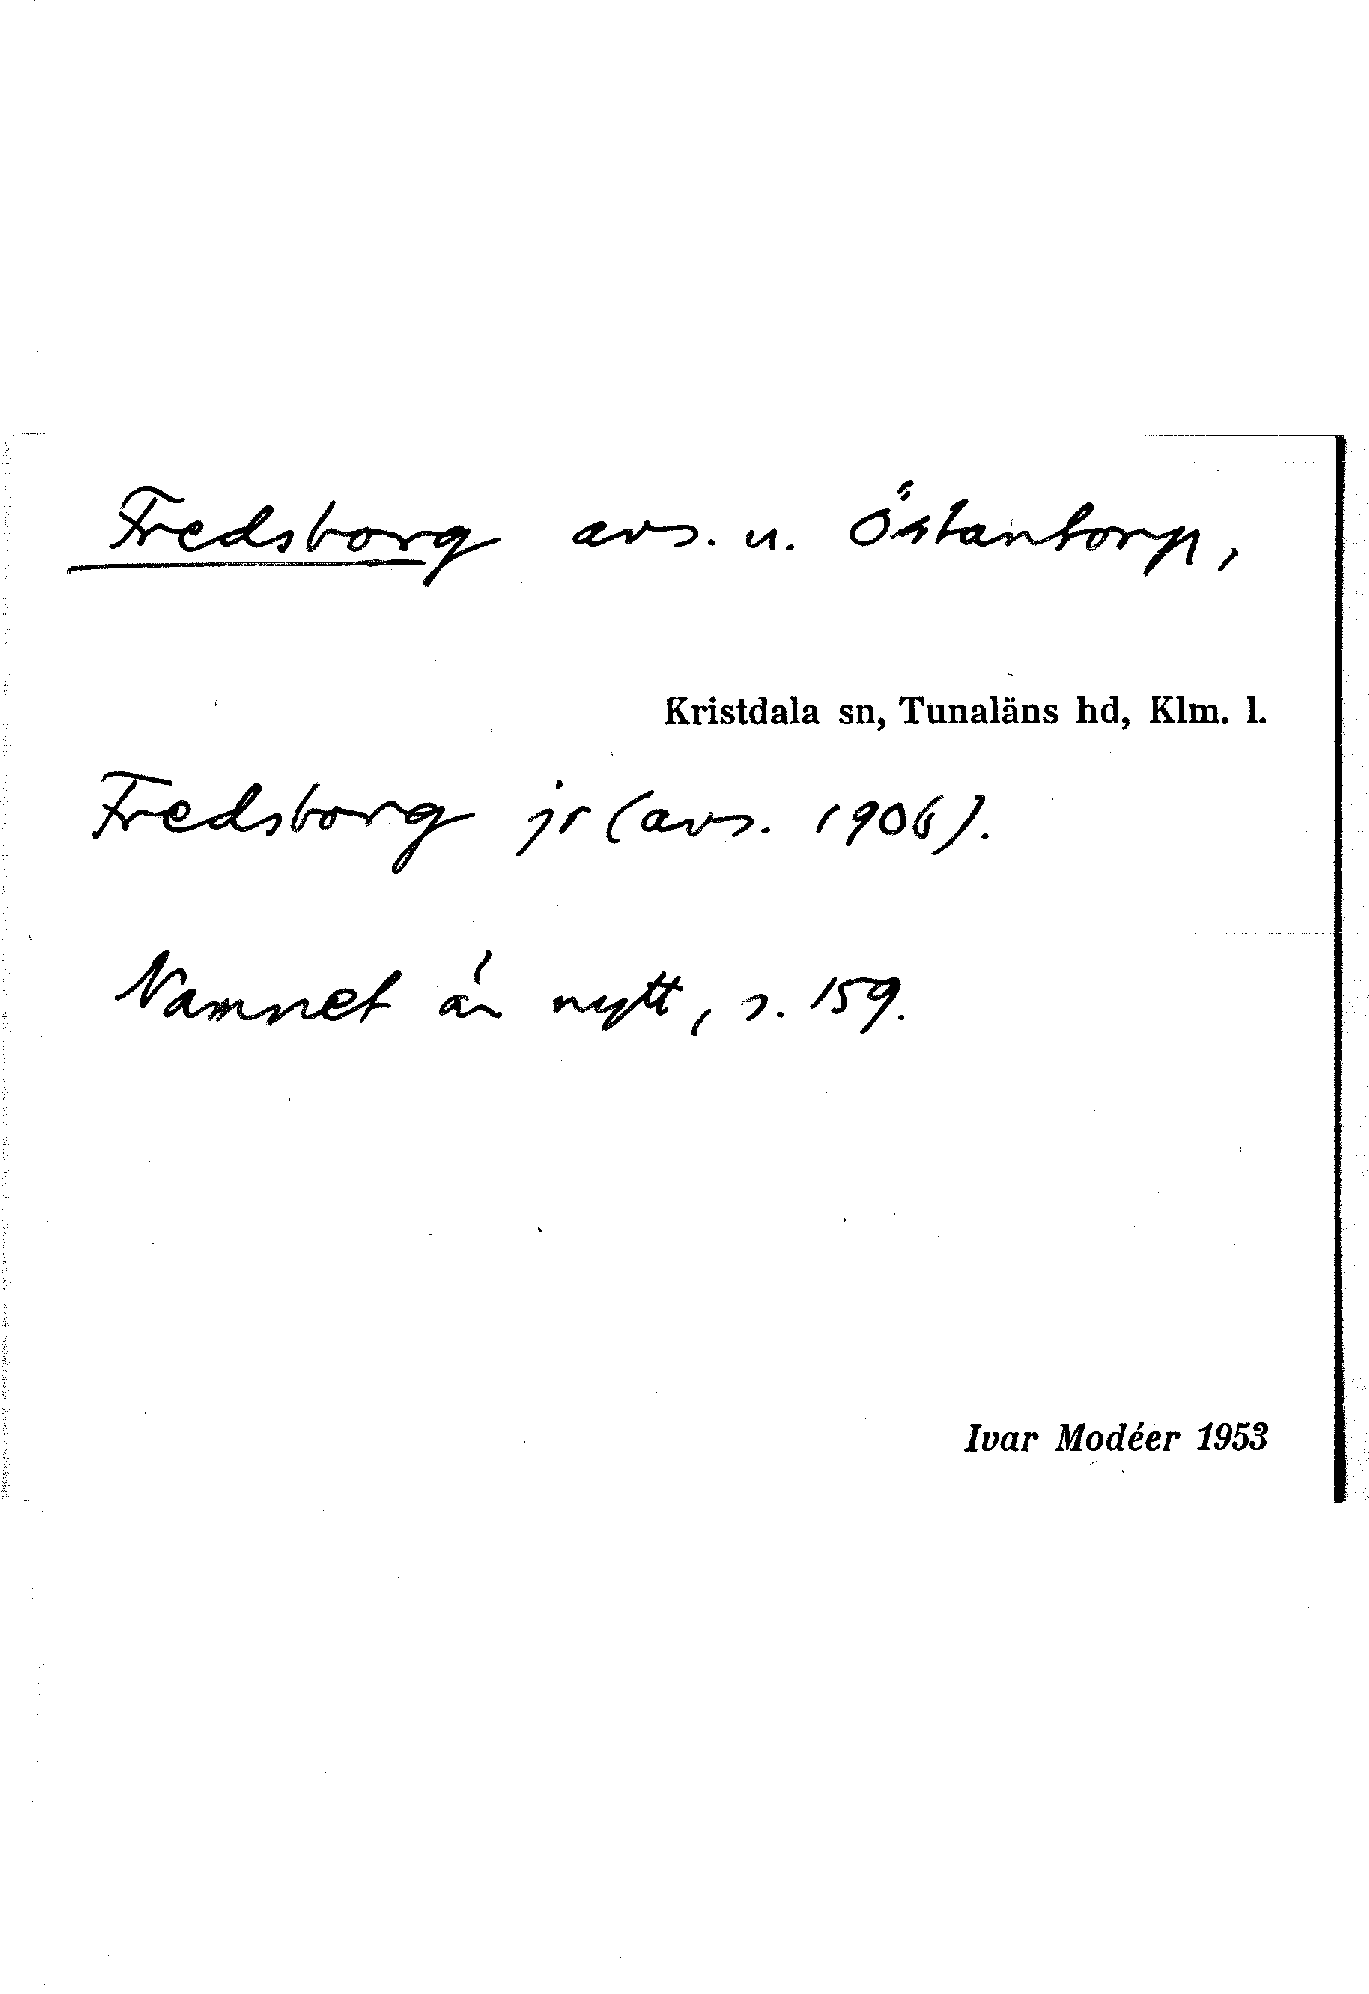 Fredsborg avs. u. Östantorp,
Kristdala sn, Tunaläns hd, Klm. l.
Fredsborg jr (avs. 1906).
Namnet är nytt, s. 159.
Ivar Modéer 1953